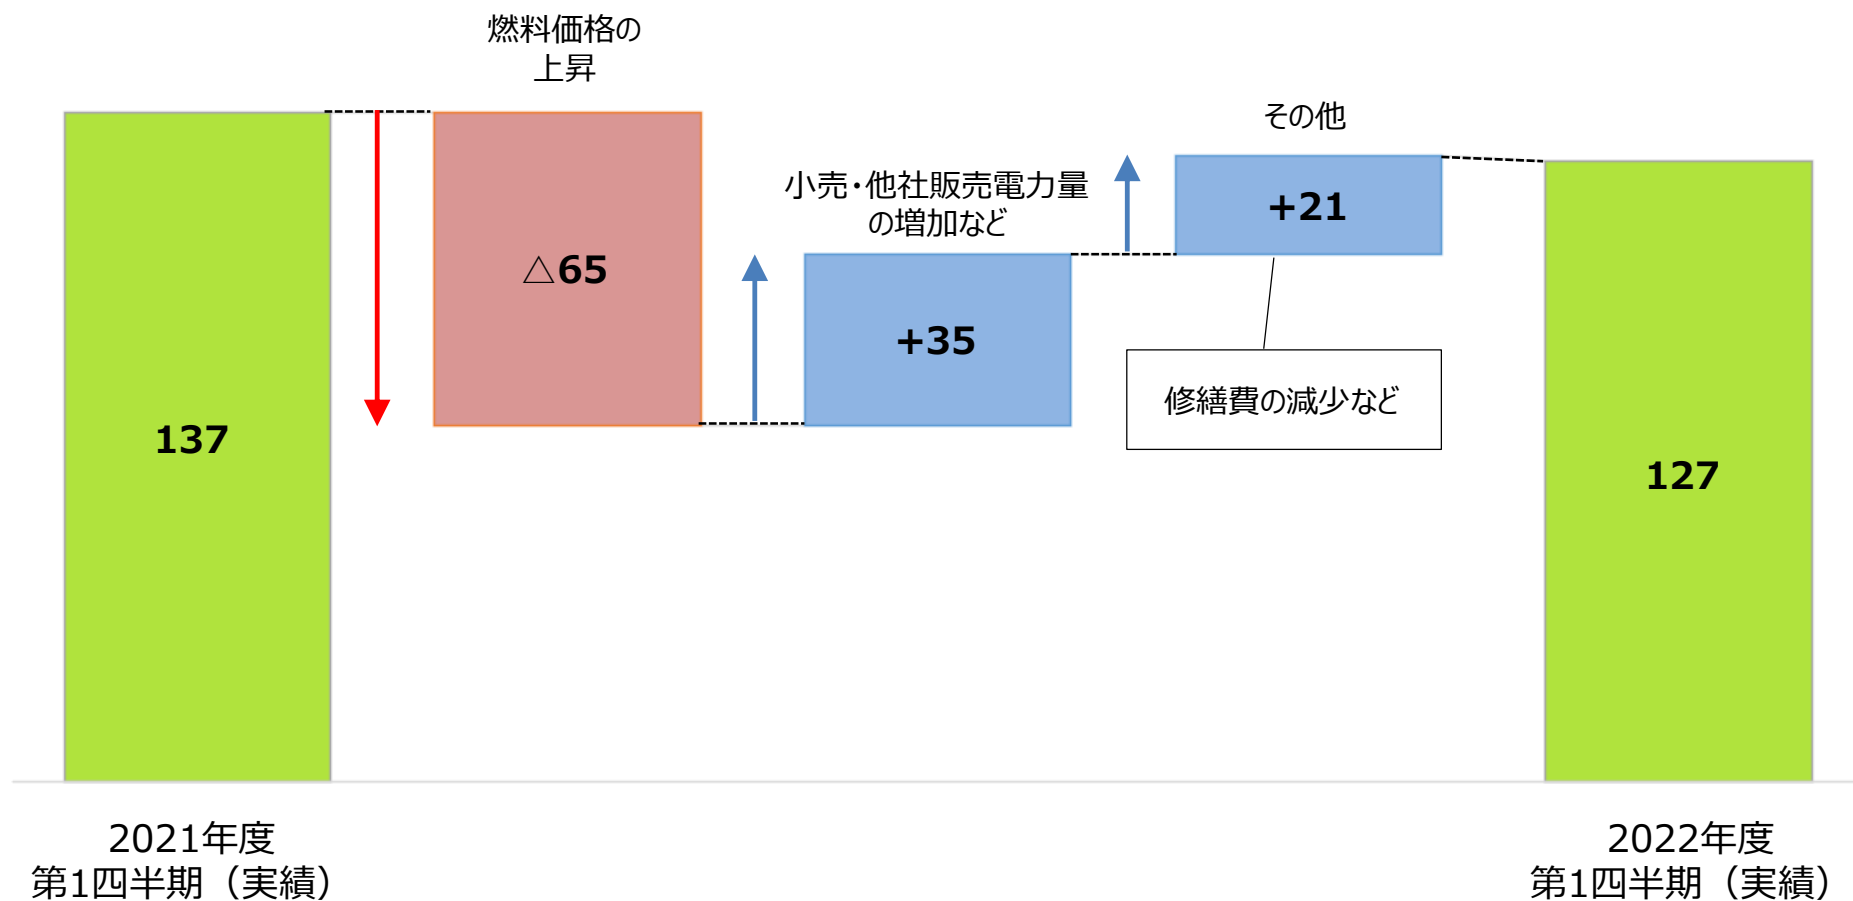 燃料価格の
上昇
その他
小売・他社販売電力量
の増加など
+21
△65
+35
修繕費の減少など
137
127
2021年度
第1四半期（実績）
2022年度
第1四半期（実績）